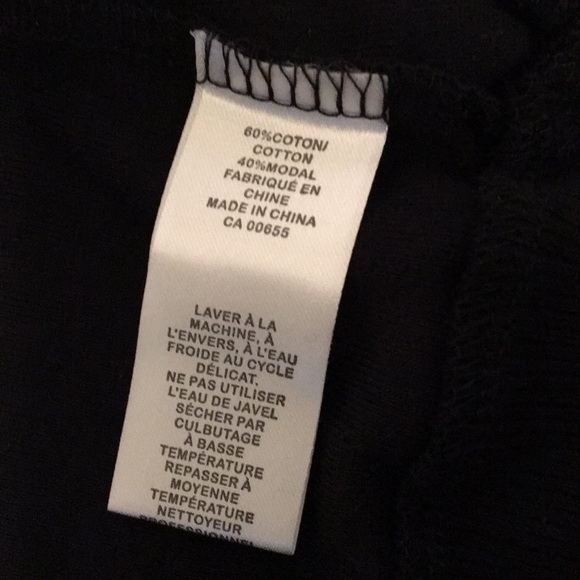 60%COTON/
COTTON
40%MODAL
FABRIQUÉ EN
CHINE
MADE IN CHINA
CA 00655
LAVER À LA
MACHINE, À
L'ENVERS, À L'EAU
FROIDE AU CYCLE
DÉLICAT.
NE PAS UTILISER
L'EAU DE JAVEL
SÉCHER PAR
CULBUTAGE
À BASSE
TEMPÉRATURE
REPASSER À
MOYENNE
TEMPÉRATURE
NETTOYEUR
PROFESSIONNEL